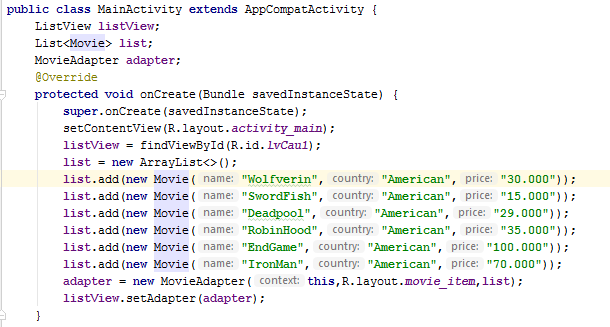 public class MainActivity extends AppCompatActivity {
ListView listView;
List<Movie> list;
MovieAdapter adapter;
@Override
protected void onCreate(Bundle savedInstanceState) {
super.onCreate(savedInstanceState);
setContentView(R.layout.activity_main);
listView = findViewById(R.id.lvCau1);
list = new ArrayList<>();
list.add(new Movie( name: "Wolfverin", country: "American", price: "30.000"));
list.add(new Movie( name: "SwordFish", country: "American", price: "15.000"));
list.add(new Movie( name: "Deadpool", country: "American", price: "29.000"));
list.add(new Movie( name: "RobinHood", country: "American", price: "35.000"));
list.add(new Movie( name: "EndGame", country: "American", price: "100.000"));
list.add(new Movie( name: "IronMan", country: "American", price: "70.000"));
adapter = new MovieAdapter( context: this,R.layout.movie_item,list);
listView.setAdapter(adapter);
}